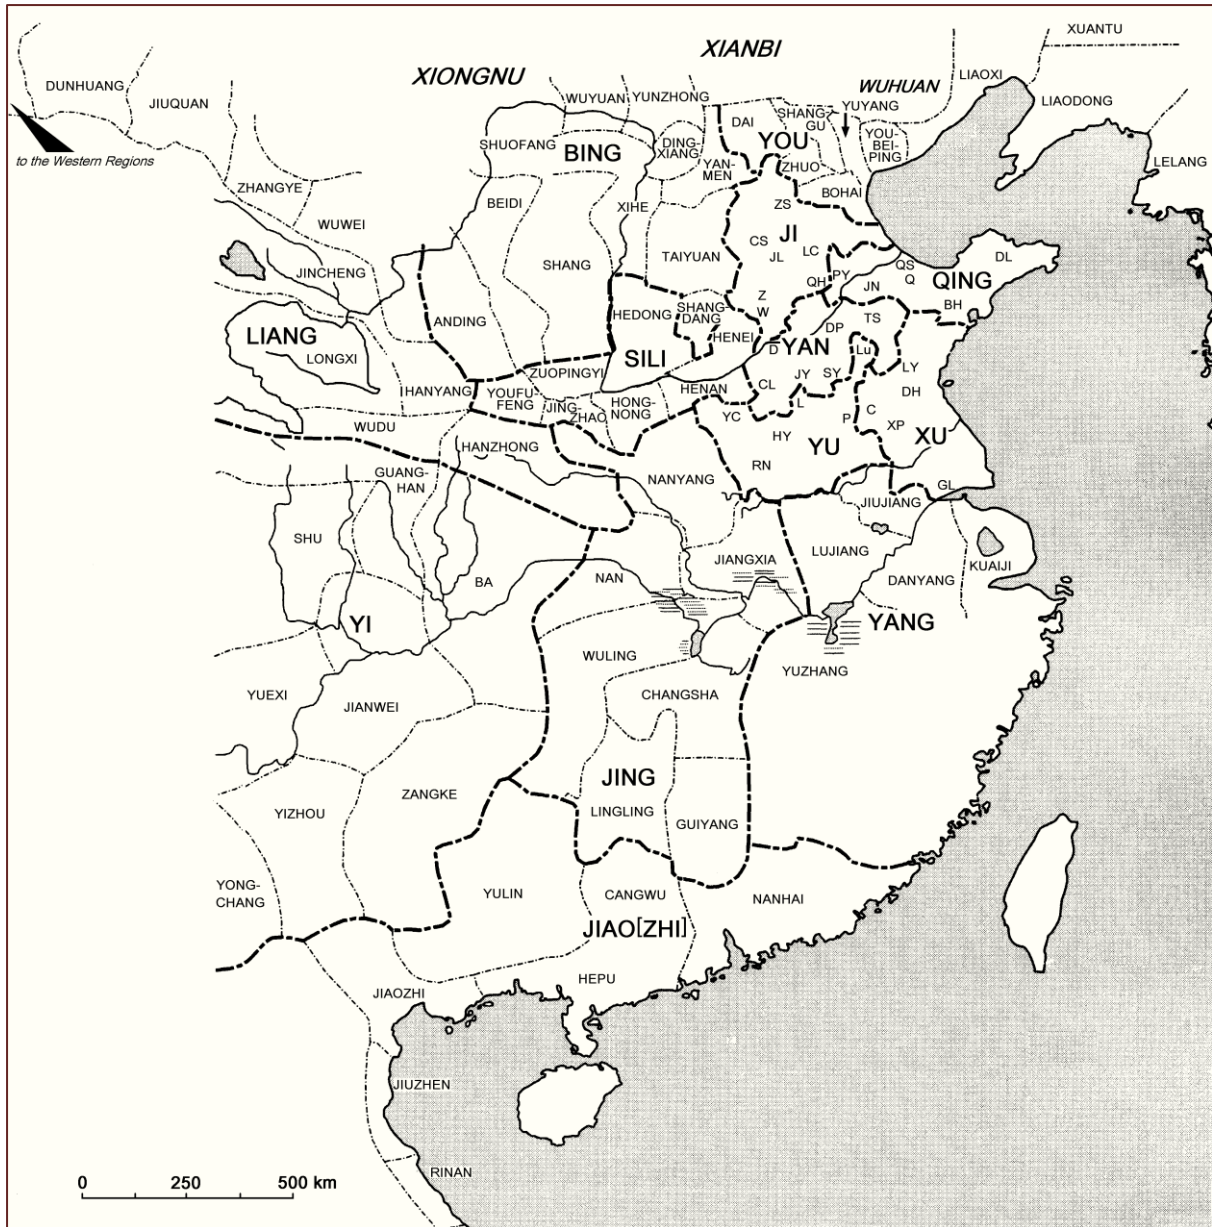 XUANTU
XIANBI
XIONGNU
WUHUAN
LIAOXI
DUNHUANG
JIUQUAN
WUYUAN
YUNZHONG
YUYANG
LIAODONG
to the Western Regions
SHUOFANG
BING
DING-
XIANG
DAI
SHANG-
GU
YOU
YOU-
BEI-
PING
YAN-
MEN
ZHUO
LELANG
ZHANGYE
BOHAI
BEIDI
XIHE
ZS
WUWEI
JI
CS
JL
LC
TAIYUAN
DL
JINCHENG
SHANG
QS
Q
QING
PY
QH
JN
BH
Z
W
HEDONG
SHANG-
DANG
TS
DP
ANDING
HENEI
LIANG
LONGXI
SILI
D
YAN
Lu
LY
ZUOPINGYI
JY
SY
HANYANG
YOUFU-
FENG
JING-
ZHAO
HONG-
NONG
HENAN
CL
L
DH
YC
P
C
XP
WUDU
HY
YU
XU
HANZHONG
RN
GUANG-
HAN
NANYANG
GL
JIUJIANG
SHU
LUJIANG
JIANGXIA
KUAIJI
BA
NAN
DANYANG
YI
YANG
WULING
YUZHANG
YUEXI
CHANGSHA
JIANWEI
JING
ZANGKE
YIZHOU
LINGLING
GUIYANG
YONG-
CHANG
YULIN
CANGWU
NANHAI
JIAO[ZHI]
HEPU
JIAOZHI
JIUZHEN
RINAN
0 250 500 km